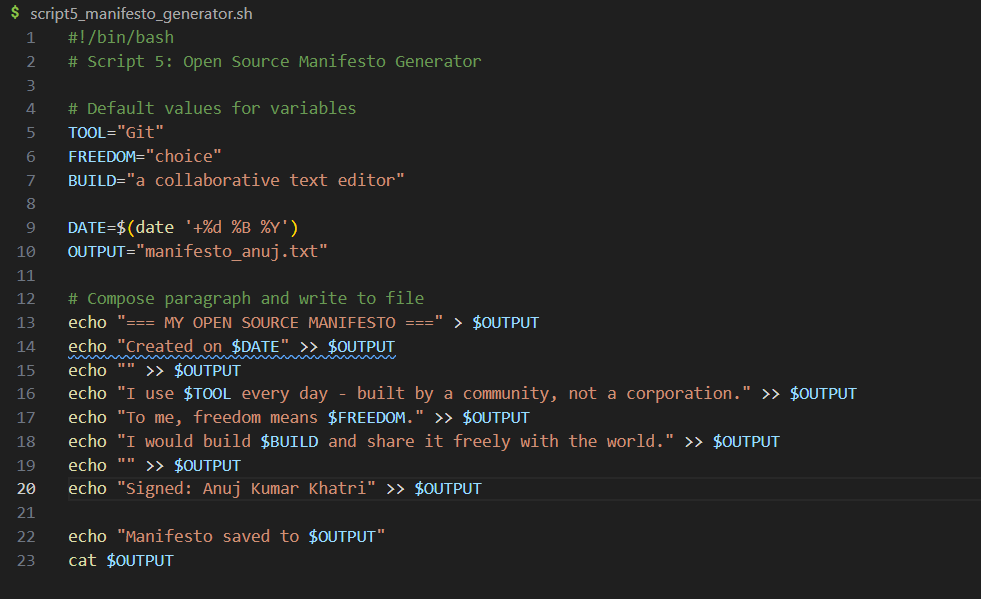 $ script5_manifesto_generator.sh
1 #!/bin/bash
2 # Script 5: Open Source Manifesto Generator
3
4 # Default values for variables
5 TOOL="Git"
6 FREEDOM="choice"
7 BUILD="a collaborative text editor"
8
9 DATE=$(date '+%d %B %Y')
10 OUTPUT="manifesto_anuj.txt"
11
12 # Compose paragraph and write to file
13 echo "=== MY OPEN SOURCE MANIFESTO ===" > $OUTPUT
14 echo "Created on $DATE" >> $OUTPUT
15 echo "" >> $OUTPUT
16 echo "I use $TOOL every day - built by a community, not a corporation." >> $OUTPUT
17 echo "To me, freedom means $FREEDOM." >> $OUTPUT
18 echo "I would build $BUILD and share it freely with the world." >> $OUTPUT
19 echo "" >> $OUTPUT
20 echo "Signed: Anuj Kumar Khatri" >> $OUTPUT
21
22 echo "Manifesto saved to $OUTPUT"
23 cat $OUTPUT